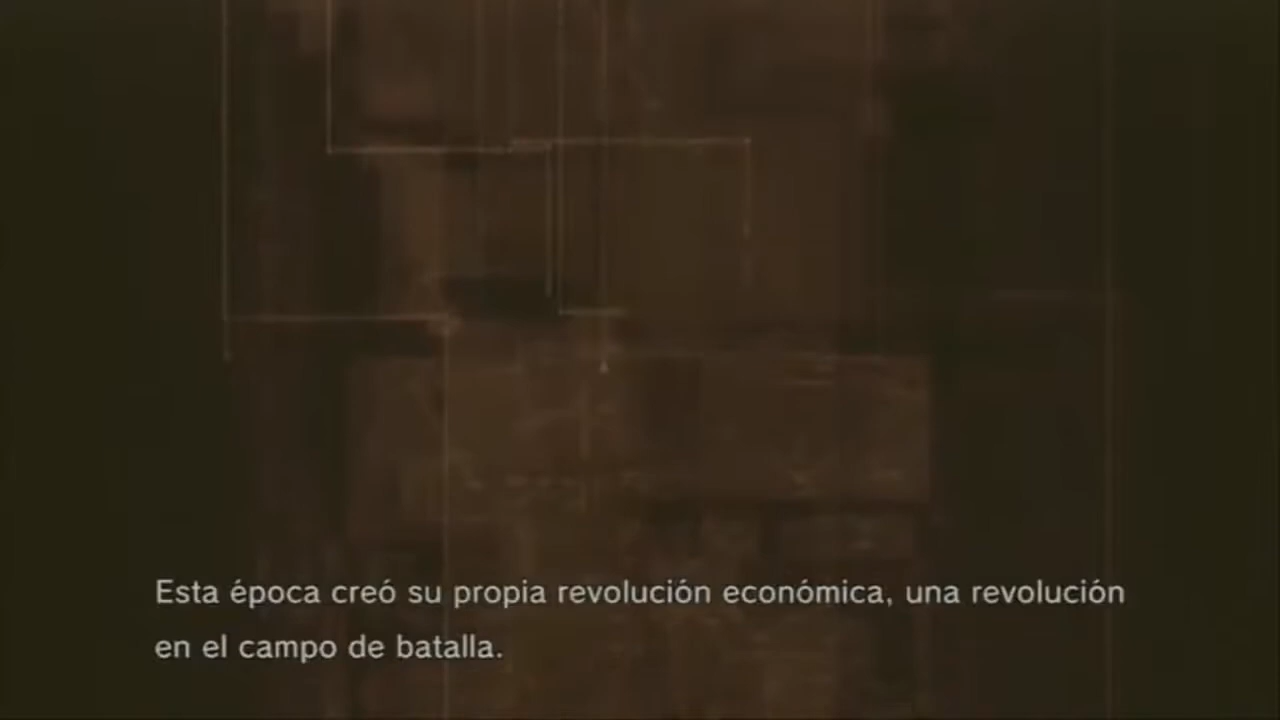 Esta época creó su propia revolución económica, una revolución
en el campo de batalla.